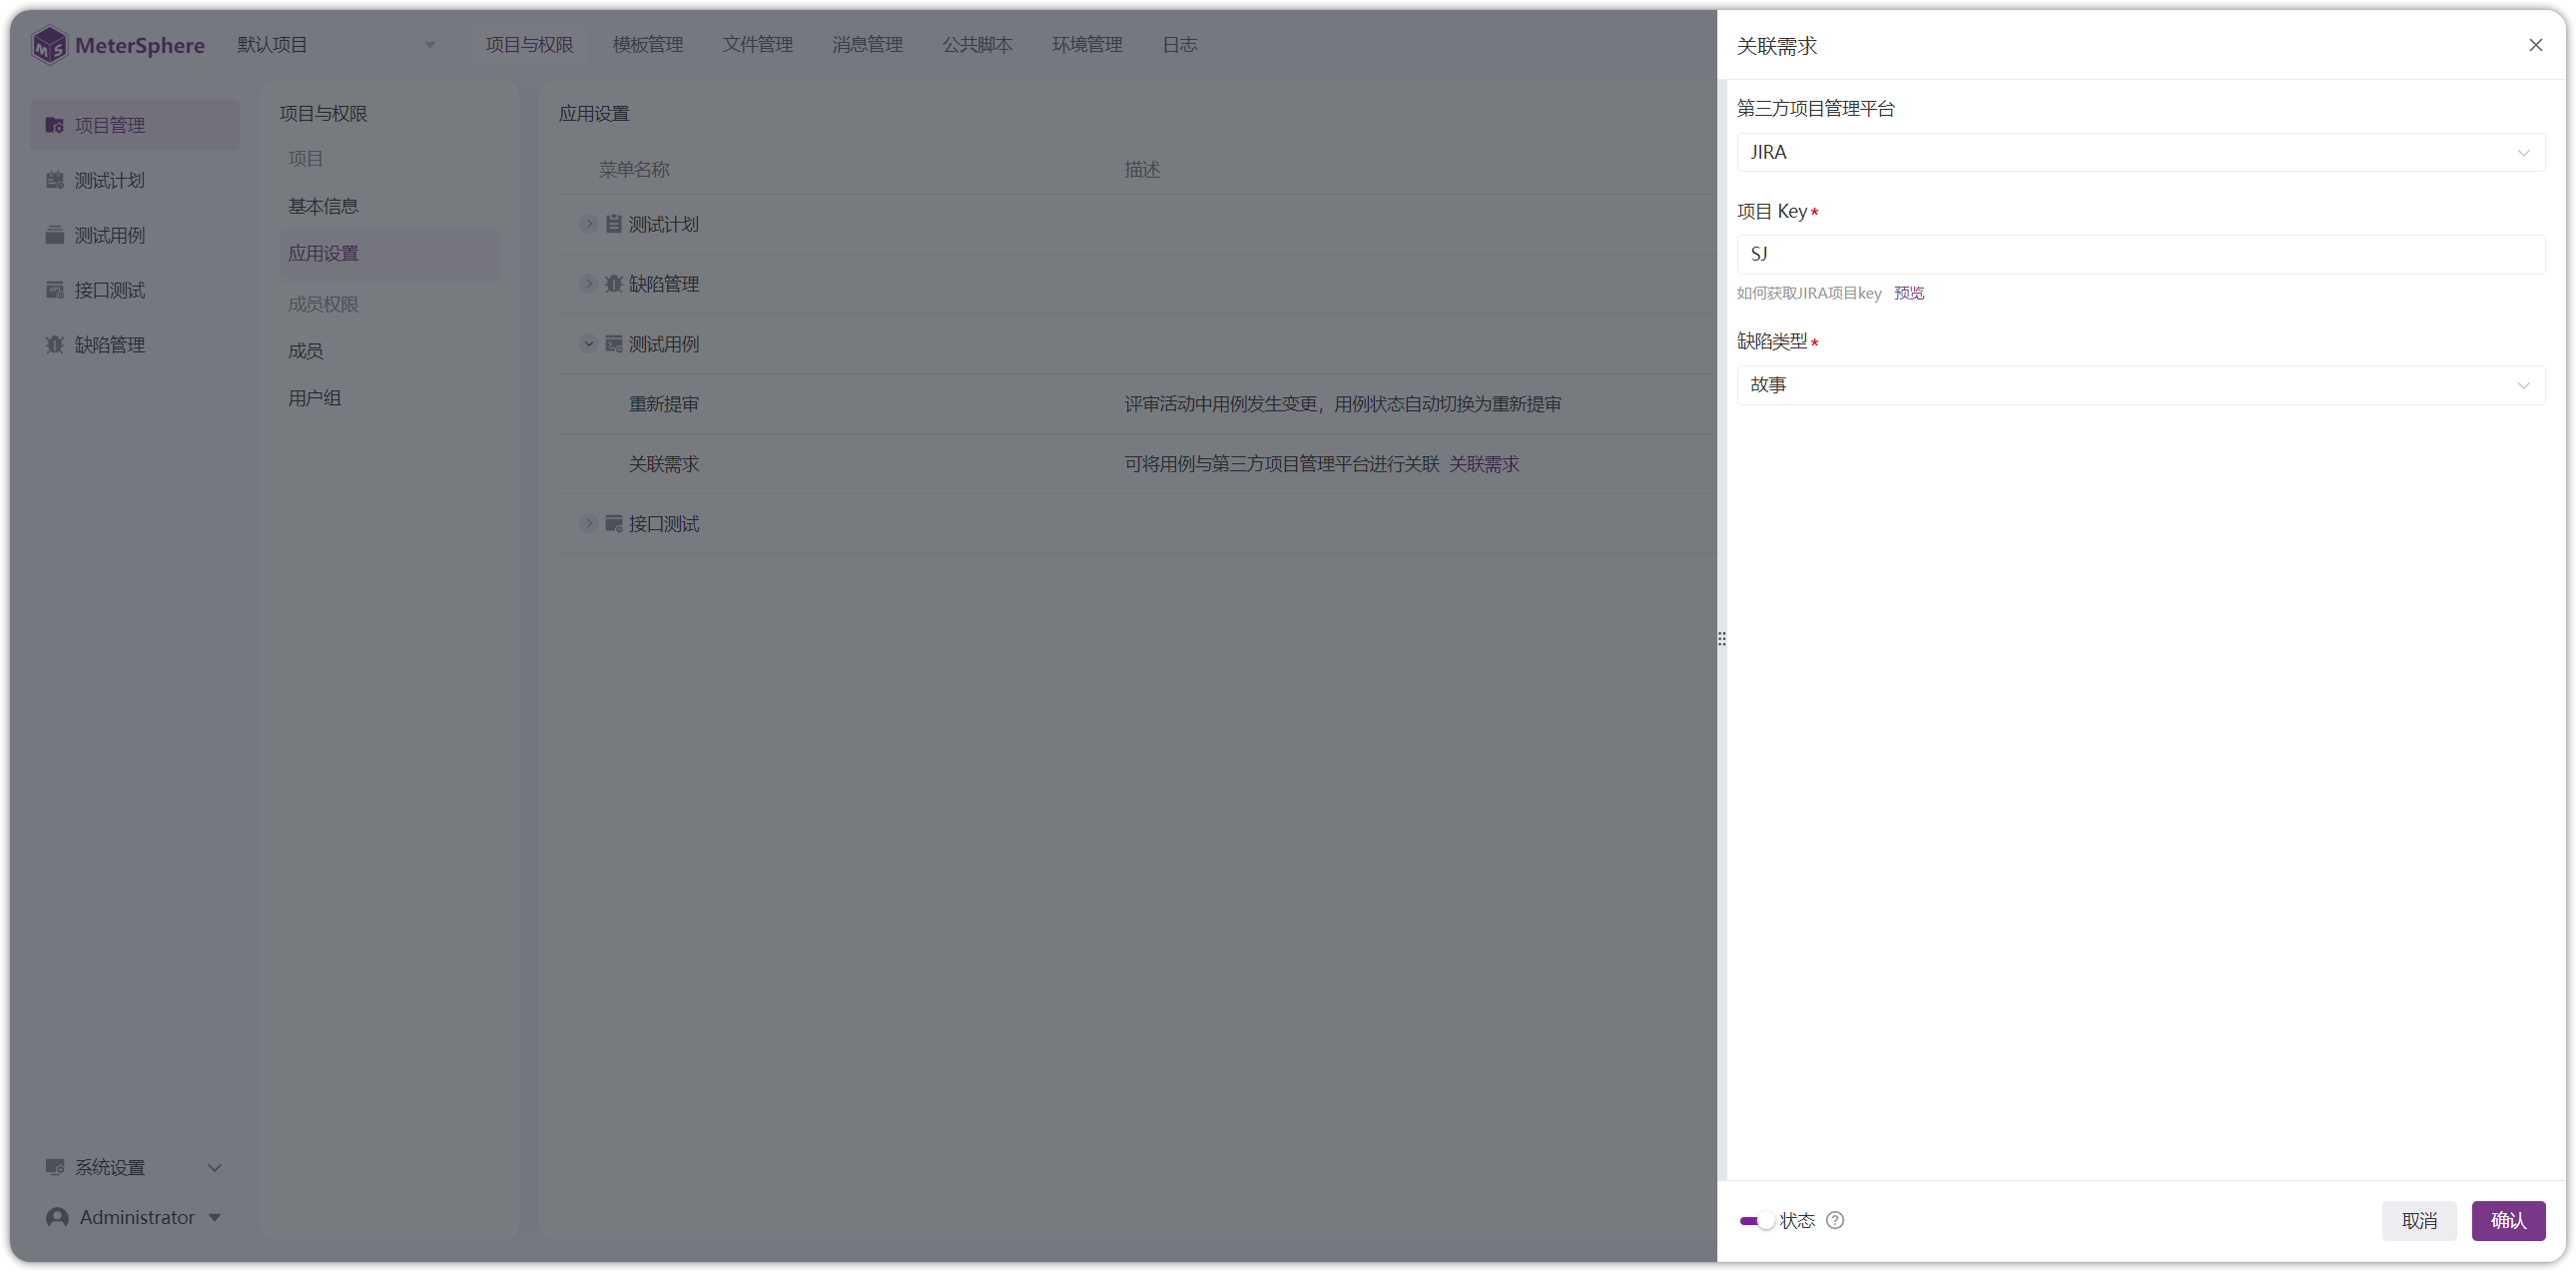 MeterSphere
默认项目
项目与权限
模板管理
文件管理
消息管理
公共脚本
环境管理
日志
项目管理
测试计划
测试用例
接口测试
缺陷管理
系统设置
Administrator
项目与权限
项目
基本信息
应用设置
成员权限
成员
用户组
应用设置
菜单名称 描述
测试计划
缺陷管理
测试用例
重新提审 评审活动中用例发生变更，用例状态自动切换为重新提审
关联需求 可将用例与第三方项目管理平台进行关联 关联需求
接口测试
关联需求
第三方项目管理平台
JIRA
项目 Key*
SJ
如何获取JIRA项目key 预览
缺陷类型*
故事
状态
取消 确认